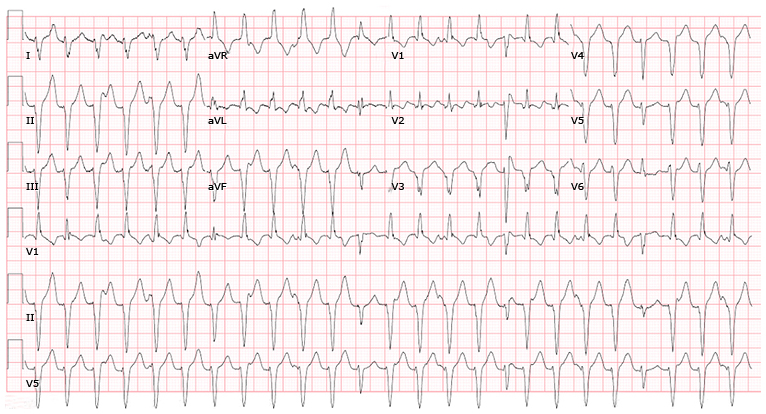 I aVR V1 V4
II aVL V2 V5
III aVF V3 V6
V1
II
V5